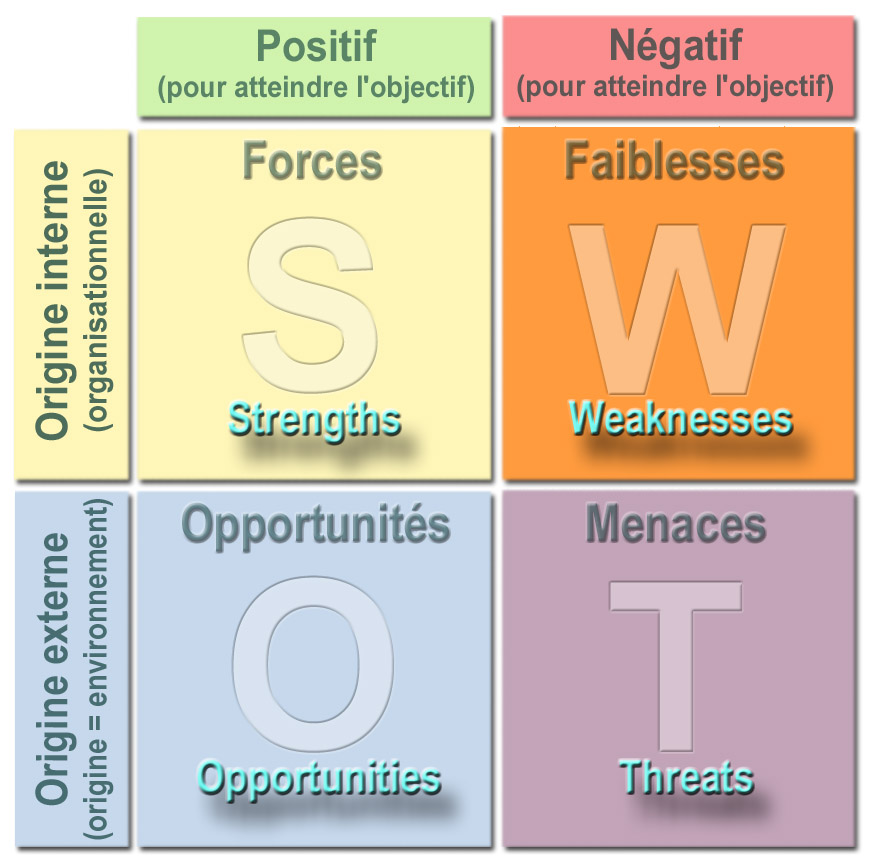 Positif
(pour atteindre l'objectif)
Négatif
(pour atteindre l'objectif)
Origine interne
(organisationnelle)
Forces
S
Strengths
Faiblesses
W
Weaknesses
Origine externe
(origine = environnement)
Opportunités
O
Opportunities
Menaces
T
Threats